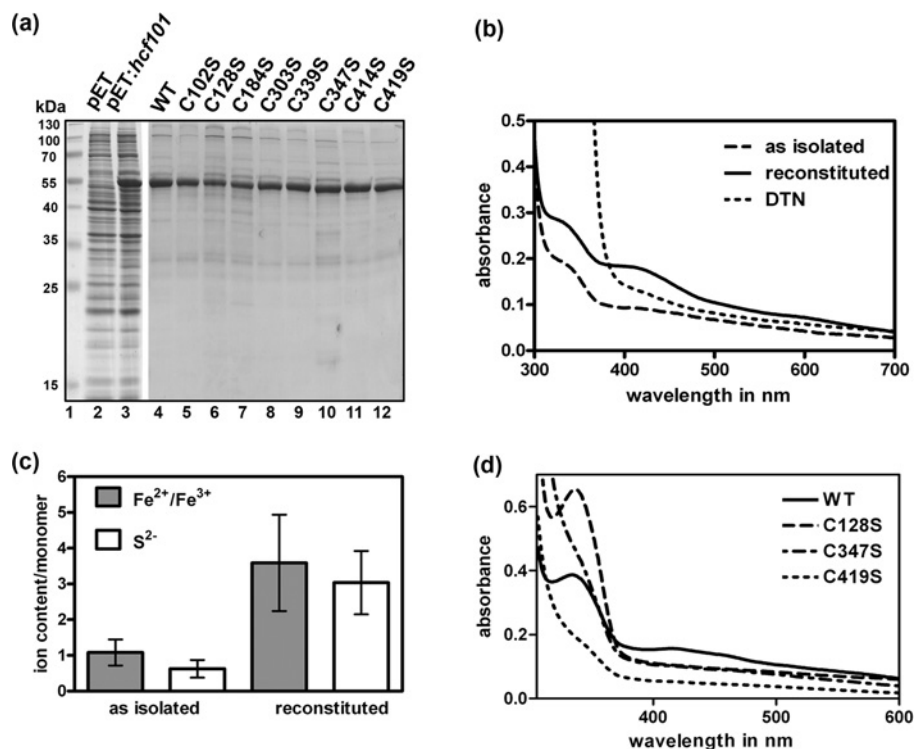 (a)
pET
pET:hcf101
WT
C102S
C128S
C184S
C303S
C339S
C347S
C414S
C419S
kDa
130
100
70
55
40
35
25
15
1 2 3 4 5 6 7 8 9 10 11 12
(b)
absorbance
0.5
0.4
0.3
0.2
0.1
0.0
as isolated
reconstituted
DTN
300 400 500 600 700
wavelength in nm
(c)
ion content/monomer
6
5
4
3
2
1
0
Fe2+/Fe3+
S2-
as isolated reconstituted
(d)
absorbance
0.6
0.4
0.2
0.0
WT
C128S
C347S
C419S
400 500 600
wavelength in nm